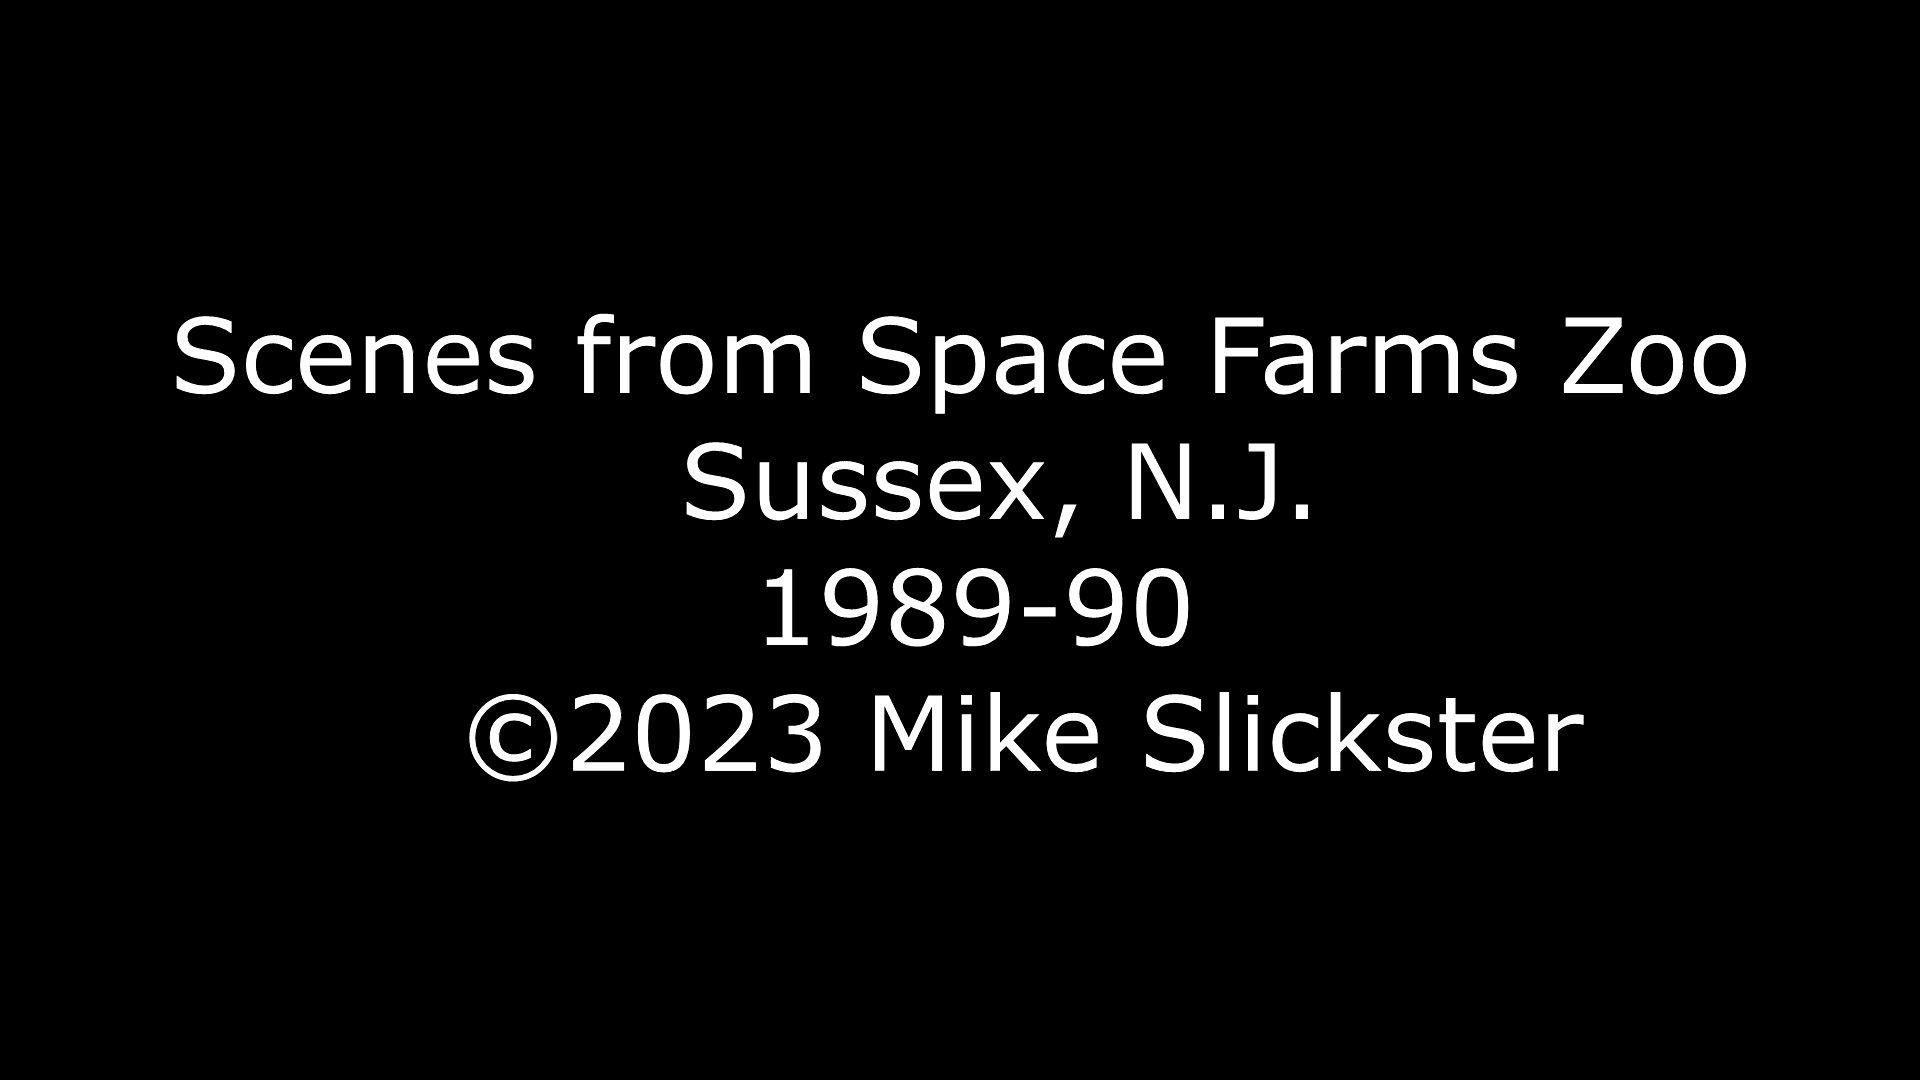 Scenes from Space Farms Zoo
Sussex, N.J.
1989-90
©2023 Mike Slickster